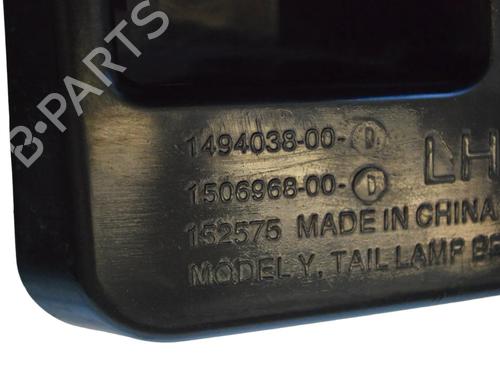 B-PARTS
1494038-00- D
LH
1506968-00- D
152575 MADE IN CHINA
MODEL Y, TAIL LAMP